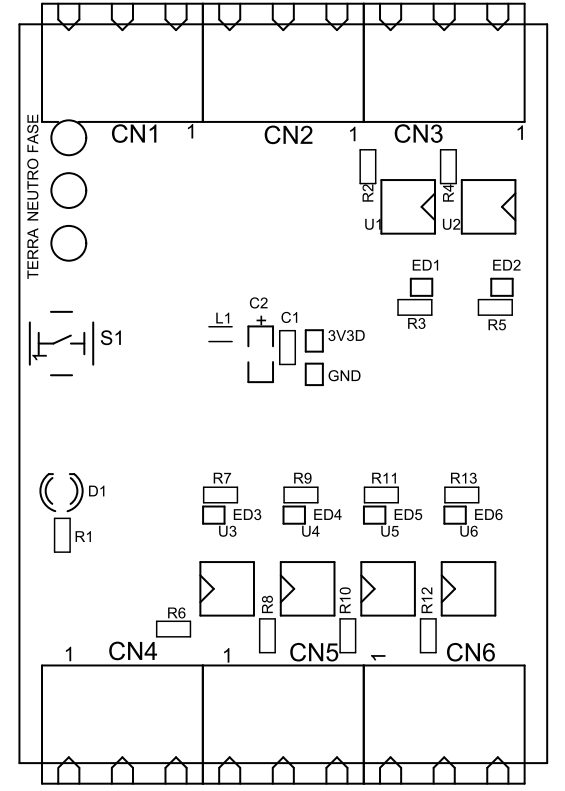 CN1 1 CN2 1 CN3 1
TERRA NEUTRO FASE
R2 R4
U1 U2
ED1 ED2
R3 R5
C2
L1 + C1
3V3D
S1
1
GND
R7 R9 R11 R13
D1
ED3 ED4 ED5 ED6
U3 U4 U5 U6
R1
R8 R10 R12
R6
1 CN4 1 CN5 1 CN6